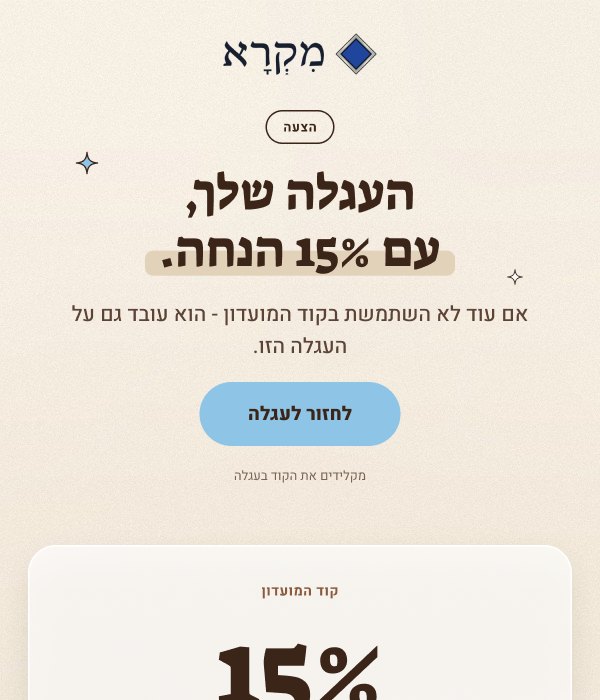 מִקְרָא
הצעה
העגלה שלך,
עם 15% הנחה.
אם עוד לא השתמשת בקוד המועדון - הוא עובד גם על
העגלה הזו.
לחזור לעגלה
מקלידים את הקוד בעגלה
קוד המועדון
15%